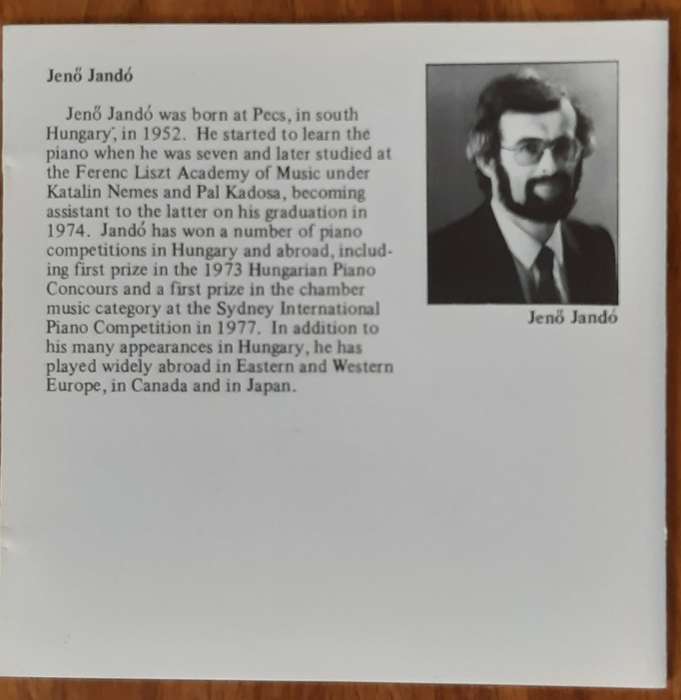 Jenő Jandó
Jenő Jandó was born at Pecs, in south
Hungary, in 1952. He started to learn the
piano when he was seven and later studied at
the Ferenc Liszt Academy of Music under
Katalin Nemes and Pal Kadosa, becoming
assistant to the latter on his graduation in
1974. Jandó has won a number of piano
competitions in Hungary and abroad, includ-
ing first prize in the 1973 Hungarian Piano
Concours and a first prize in the chamber
music category at the Sydney International
Piano Competition in 1977. In addition to
his many appearances in Hungary, he has
played widely abroad in Eastern and Western
Europe, in Canada and in Japan.
Jenő Jandó